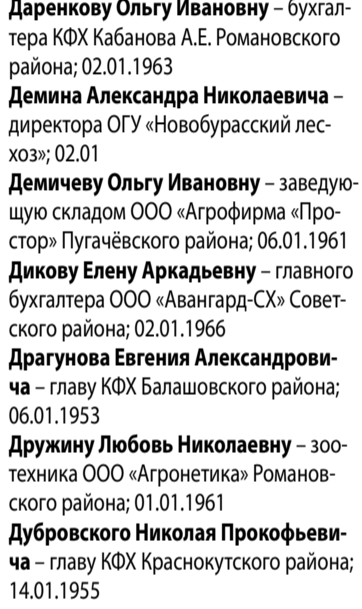 Даренкову Ольгу Ивановну – бухгал-
тера КФХ Кабанова А.Е. Романовского
района; 02.01.1963
Демина Александра Николаевича –
директора ОГУ «Новобурасский лес-
хоз»; 02.01
Демичеву Ольгу Ивановну – заведую-
щую складом ООО «Агрофирма «Про-
стор» Пугачёвского района; 06.01.1961
Дикову Елену Аркадьевну – главного
бухгалтера ООО «Авангард-СХ» Совет-
ского района; 02.01.1966
Драгунова Евгения Александрови-
ча – главу КФХ Балашовского района;
06.01.1953
Дружину Любовь Николаевну – зоо-
техника ООО «Агронетика» Романов-
ского района; 01.01.1961
Дубровского Николая Прокофьеви-
ча – главу КФХ Краснокутского района;
14.01.1955